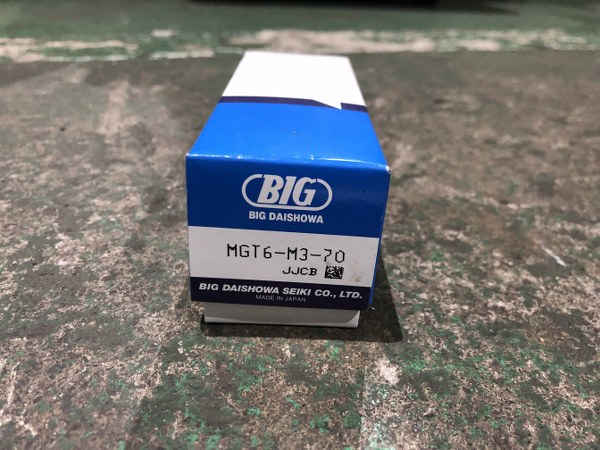 BIG
BIG DAISHOWA
MGT6-M3-70
JJCB
BIG DAISHOWA SEIKI CO., LTD.
MADE IN JAPAN